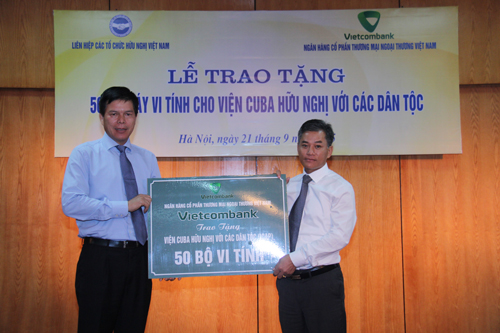 LIÊN HIỆP CÁC TỔ CHỨC HỮU NGHỊ VIỆT NAM
Vietcombank
NGÂN HÀNG CỔ PHẦN THƯƠNG MẠI NGOẠI THƯƠNG VIỆT NAM
LỄ TRAO TẶNG
50 ÁY VI TÍNH CHO VIỆN CUBA HỮU NGHỊ VỚI CÁC DÂN TỘC
Hà Nội, ngày 21 tháng 9
NGÂN HÀNG CỔ PHẦN THƯƠNG MẠI NGOẠI THƯƠNG VIỆT NAM
Vietcombank
Trao Tặng
VIỆN CUBA HỮU NGHỊ VỚI CÁC DÂN TỘC
50 BỘ VI TÍNH